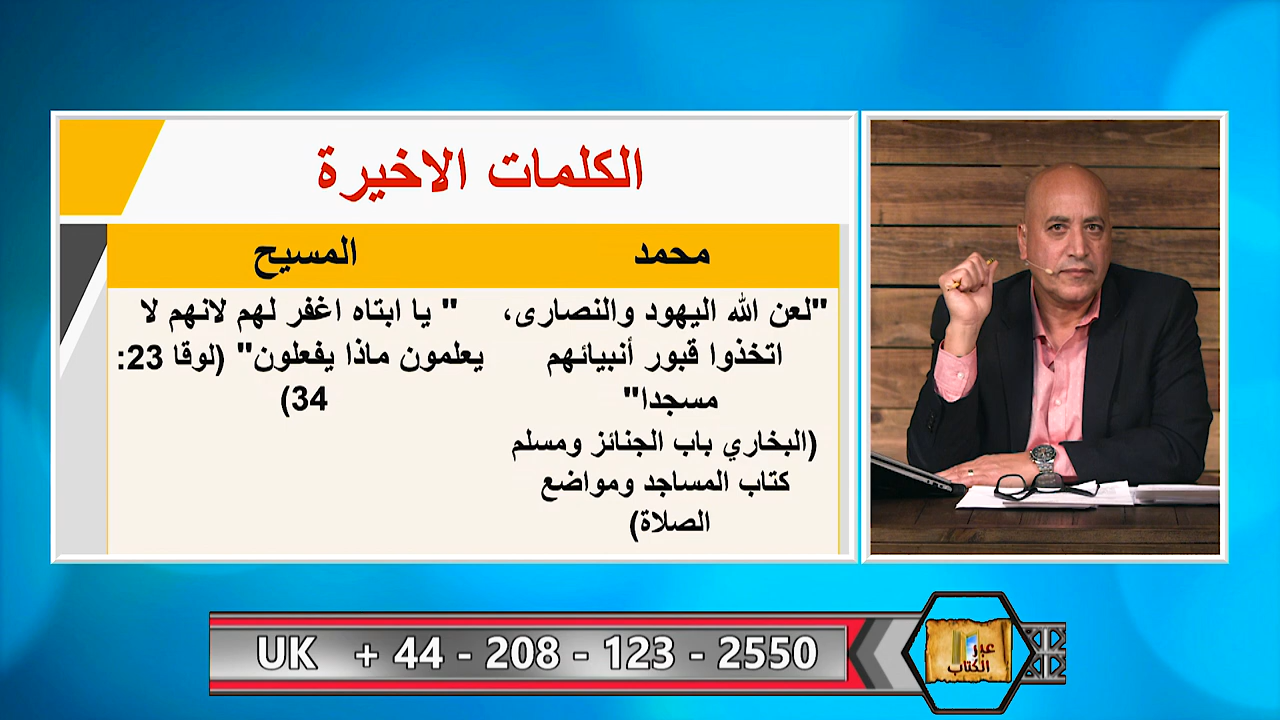 الكلمات الاخيرة
محمد
المسيح
"لعن الله اليهود والنصارى،
اتخذوا قبور أنبيائهم
مسجدا"
(البخاري باب الجنائز ومسلم
كتاب المساجد ومواضع
الصلاة)
" يا ابتاه اغفر لهم لانهم لا
يعلمون ماذا يفعلون" (لوقا 23:
34)
UK + 44 - 208 - 123 - 2550
عبر
الكتاب